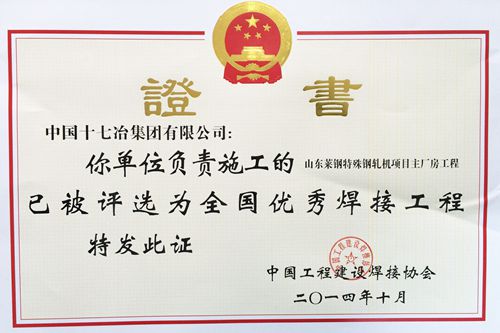 證書
中国十七冶集团有限公司:
你单位负责施工的 山东莱钢特殊钢轧机项目主厂房工程
已被评选为全国优秀焊接工程
特发此证
中国工程建设焊接协会
二〇一四年十月